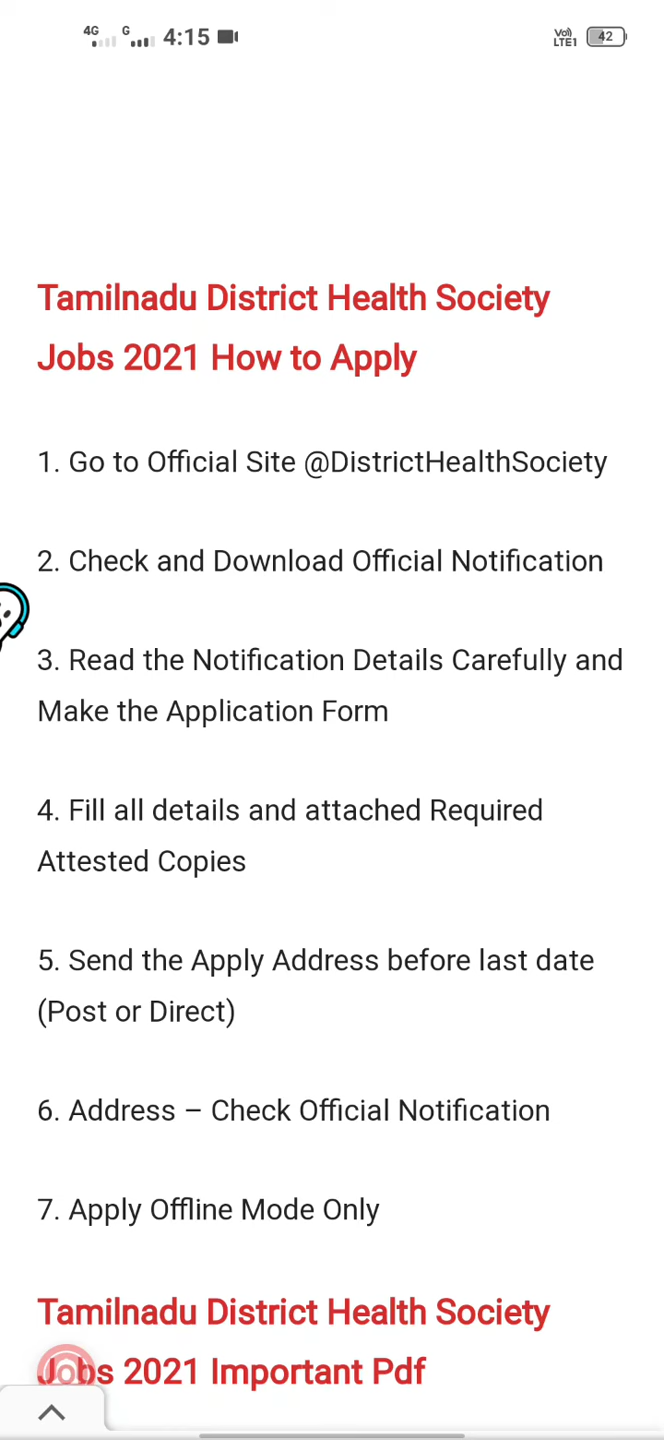 4G G 4:15 Vo) LTE1 42
Tamilnadu District Health Society
Jobs 2021 How to Apply
1. Go to Official Site @DistrictHealthSociety
2. Check and Download Official Notification
3. Read the Notification Details Carefully and
Make the Application Form
4. Fill all details and attached Required
Attested Copies
5. Send the Apply Address before last date
(Post or Direct)
6. Address – Check Official Notification
7. Apply Offline Mode Only
Tamilnadu District Health Society
Jobs 2021 Important Pdf